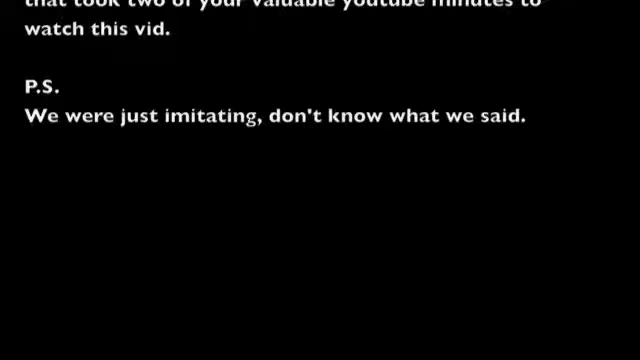 that took two of your valuable youtube minutes to
watch this vid.
P.S.
We were just imitating, don't know what we said.